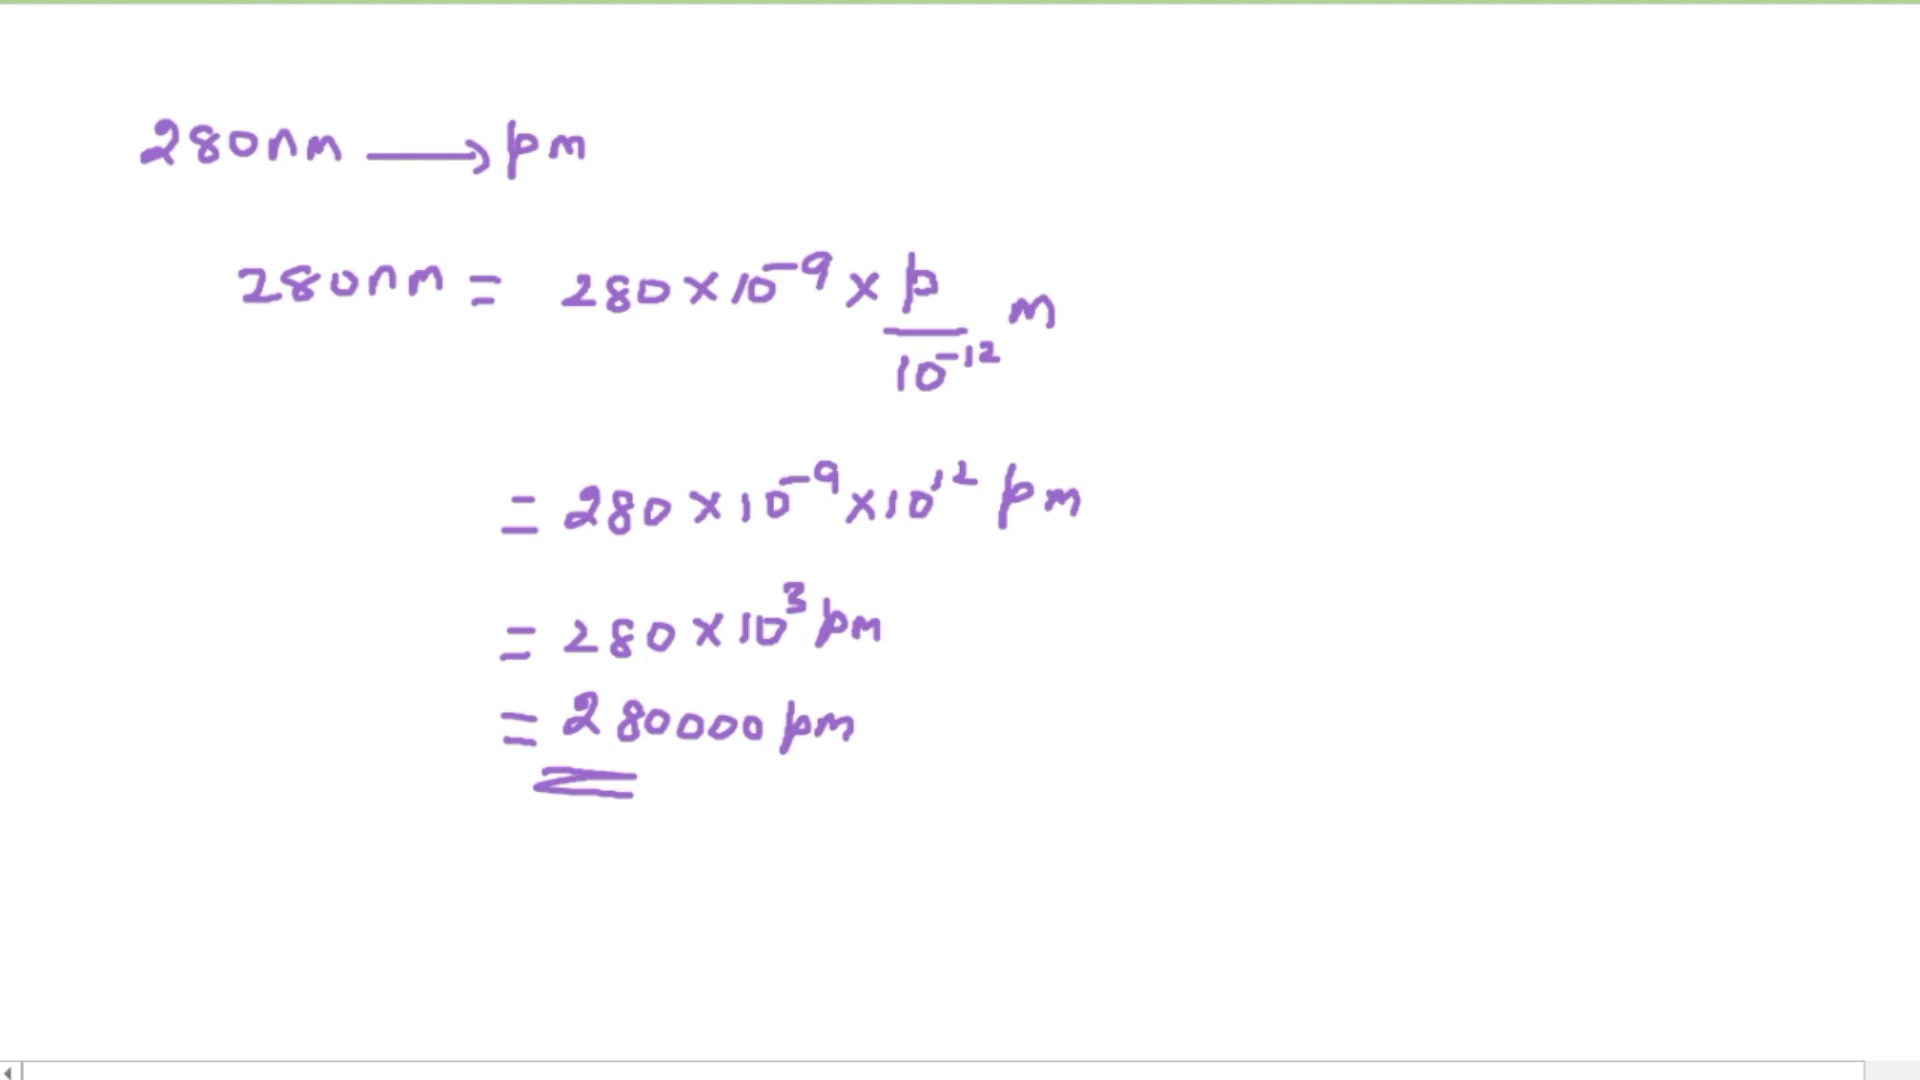 280nm ⟶ pm
280nm = 280×10⁻⁹ × p/10⁻¹² m
= 280×10⁻⁹×10¹² pm
= 280×10³ pm
= 280000 pm